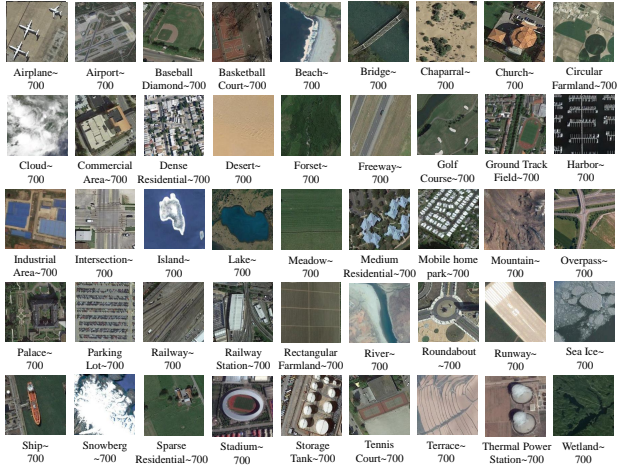 Airplane~ Airport~ Baseball Basketball Beach~ Bridge~ Chaparral~ Church~ Circular
700 700 Diamond~700 Court~700 700 700 700 700 Farmland~700
Cloud~ Commercial Dense Desert~ Forset~ Freeway~ Golf Ground Track Harbor~
700 Area~700 Residential~700 700 700 700 Course~700 Field~700 700
Industrial Intersection~ Island~ Lake~ Meadow~ Medium Mobile home Mountain~ Overpass~
Area~700 700 700 700 700 Residential~700 park~700 700 700
Palace~ Parking Railway~ Railway Rectangular River~ Roundabout~ Runway~ Sea Ice~
700 Lot~700 700 Station~700 Farmland~700 700 700 700 700
Ship~ Snowberg~ Sparse Stadium~ Storage Tennis Terrace~ Thermal Power Wetland~
700 700 Residential~700 700 Tank~700 Court~700 700 Station~700 700